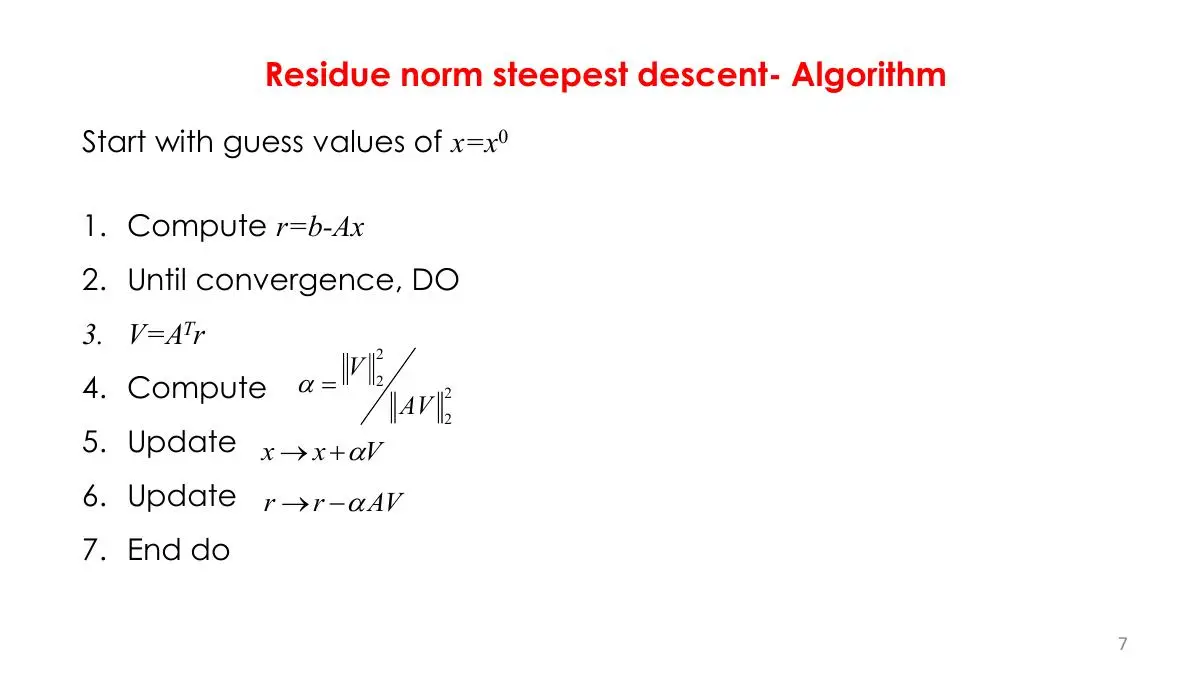 Residue norm steepest descent- Algorithm
Start with guess values of x=x⁰
1. Compute r=b-Ax
2. Until convergence, DO
3. V=Aᵀr
4. Compute α = ‖V‖₂² / ‖AV‖₂²
5. Update x → x + αV
6. Update r → r − αAV
7. End do
7